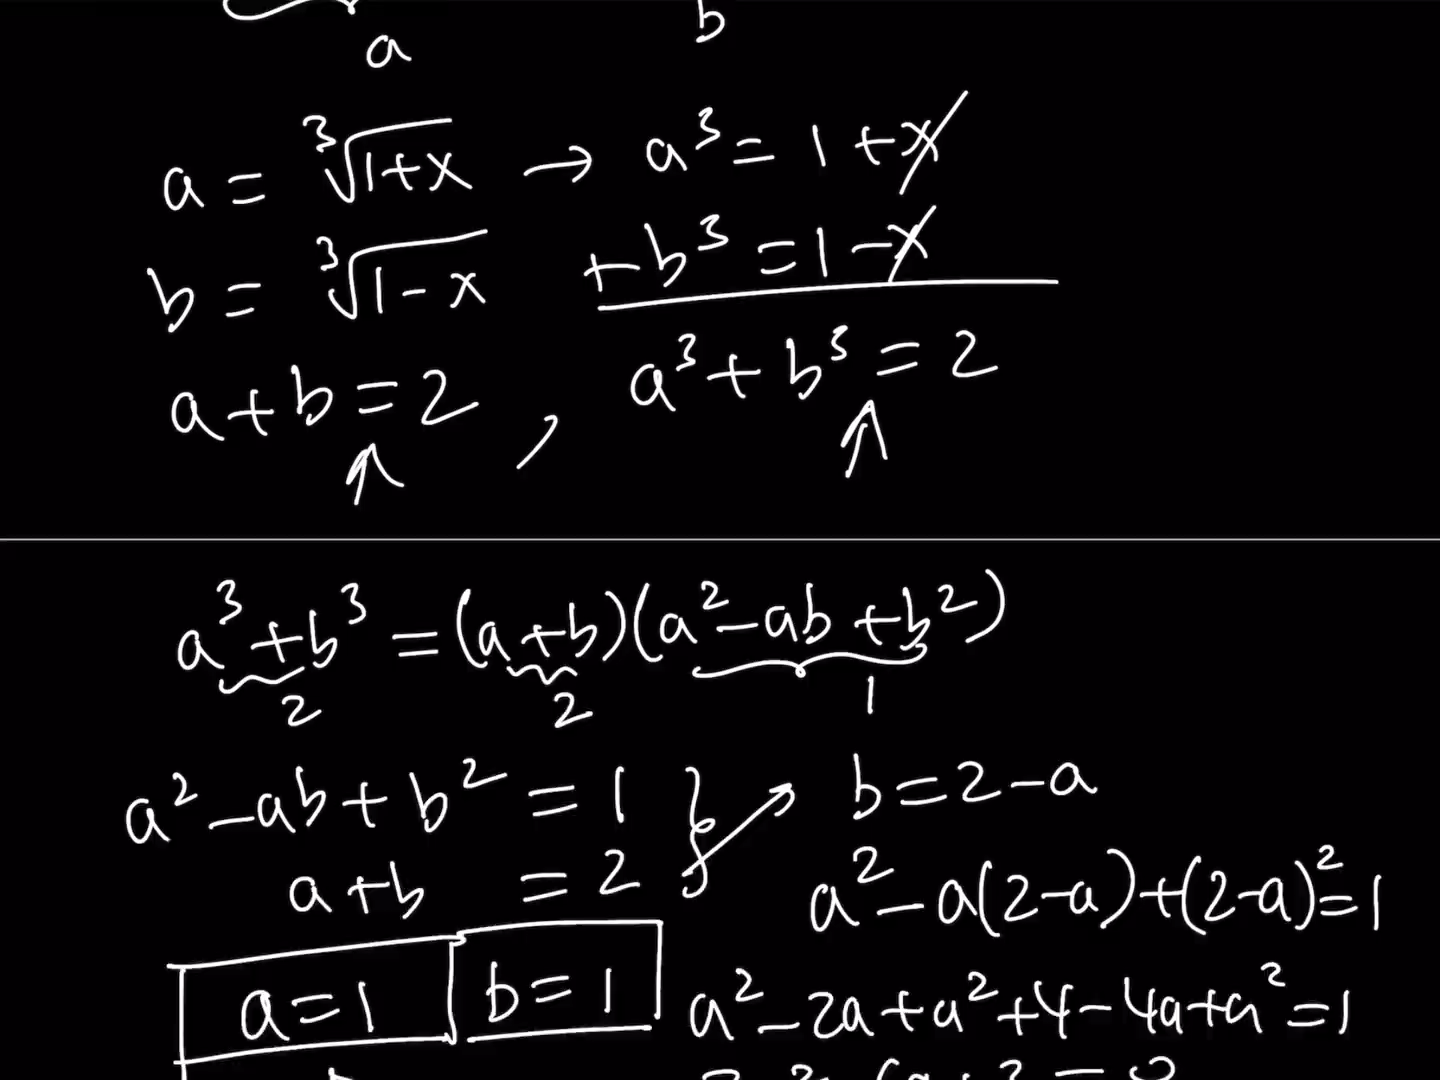 a b
a = ∛(1+x) → a³ = 1 + x
b = ∛(1-x) + b³ = 1 - x
a + b = 2 , a³ + b³ = 2
a³ + b³ = (a+b)(a² - ab + b²)
2 2 1
a² - ab + b² = 1
a + b = 2
b = 2 - a
a² - a(2-a) + (2-a)² = 1
a = 1 b = 1
a² - 2a + a² + 4 - 4a + a² = 1